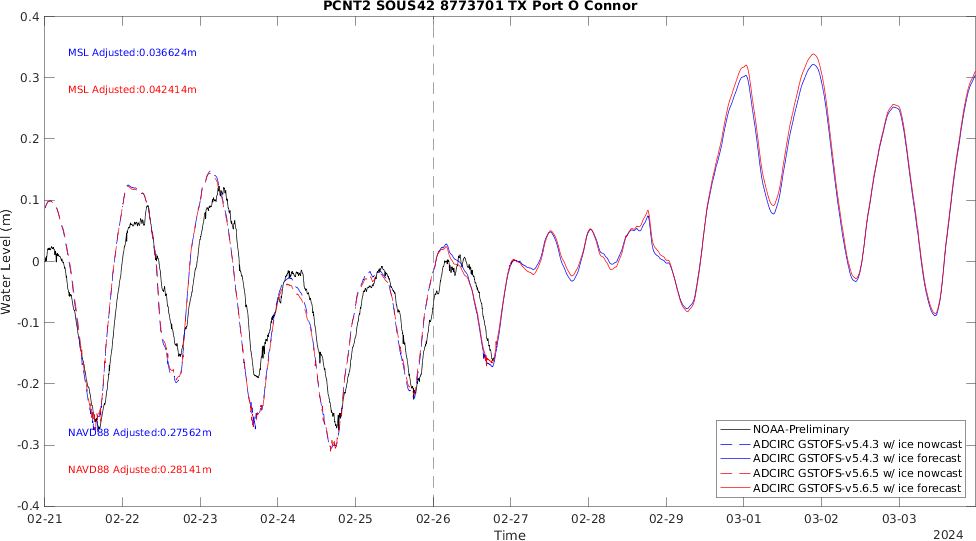 PCNT2 SOUS42 8773701 TX Port O Connor
0.4
0.3
0.2
0.1
0
-0.1
-0.2
-0.3
-0.4
Water Level (m)
MSL Adjusted:0.036624m
MSL Adjusted:0.042414m
NAVD88 Adjusted:0.27562m
NAVD88 Adjusted:0.28141m
NOAA-Preliminary
ADCIRC GSTOFS-v5.4.3 w/ ice nowcast
ADCIRC GSTOFS-v5.4.3 w/ ice forecast
ADCIRC GSTOFS-v5.6.5 w/ ice nowcast
ADCIRC GSTOFS-v5.6.5 w/ ice forecast
02-21 02-22 02-23 02-24 02-25 02-26 02-27 02-28 02-29 03-01 03-02 03-03
Time
2024